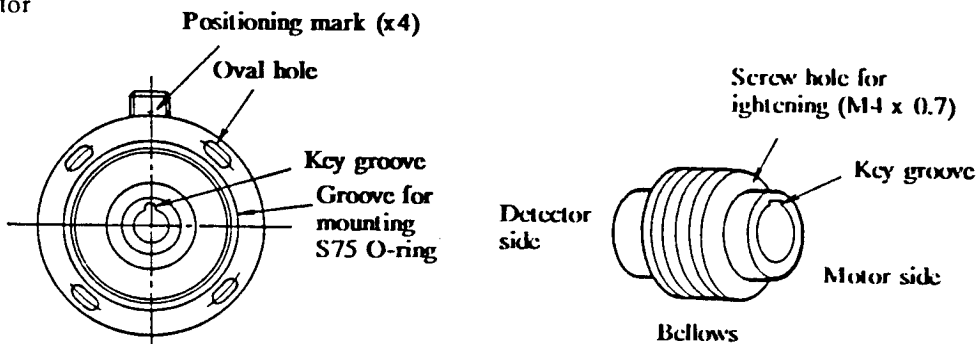 tor
Positioning mark (x4)
Oval hole
Key groove
Groove for
mounting
S75 O-ring
Screw hole for
ightening (M4 x 0.7)
Key groove
Detector
side
Motor side
Bellows